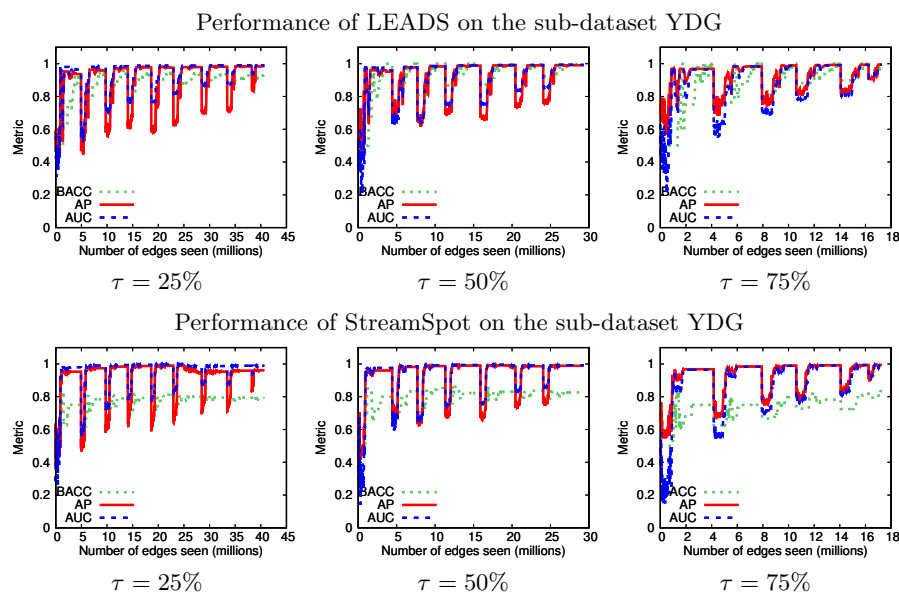 Performance of LEADS on the sub-dataset YDG
Metric
1
0.8
0.6
0.4
0.2
0
BACC
AP
AUC
0 5 10 15 20 25 30 35 40 45
Number of edges seen (millions)
τ = 25%
Metric
1
0.8
0.6
0.4
0.2
0
BACC
AP
AUC
0 5 10 15 20 25 30
Number of edges seen (millions)
τ = 50%
Metric
1
0.8
0.6
0.4
0.2
0
BACC
AP
AUC
0 2 4 6 8 10 12 14 16 18
Number of edges seen (millions)
τ = 75%
Performance of StreamSpot on the sub-dataset YDG
Metric
1
0.8
0.6
0.4
0.2
0
BACC
AP
AUC
0 5 10 15 20 25 30 35 40 45
Number of edges seen (millions)
τ = 25%
Metric
1
0.8
0.6
0.4
0.2
0
BACC
AP
AUC
0 5 10 15 20 25 30
Number of edges seen (millions)
τ = 50%
Metric
1
0.8
0.6
0.4
0.2
0
ACC
AP
AUC
0 2 4 6 8 10 12 14 16 18
Number of edges seen (millions)
τ = 75%